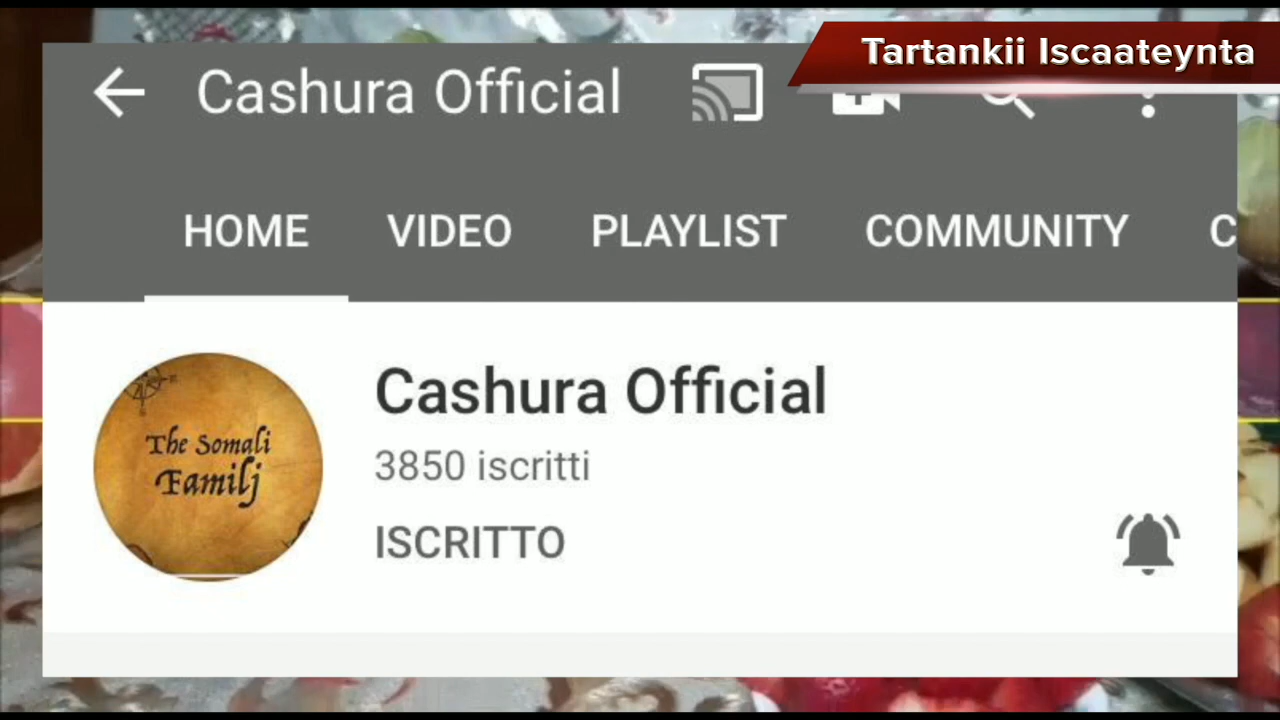 Tartankii Iscaateynta
Cashura Official
HOME VIDEO PLAYLIST COMMUNITY C
The Somali
Familj
Cashura Official
3850 iscritti
ISCRITTO